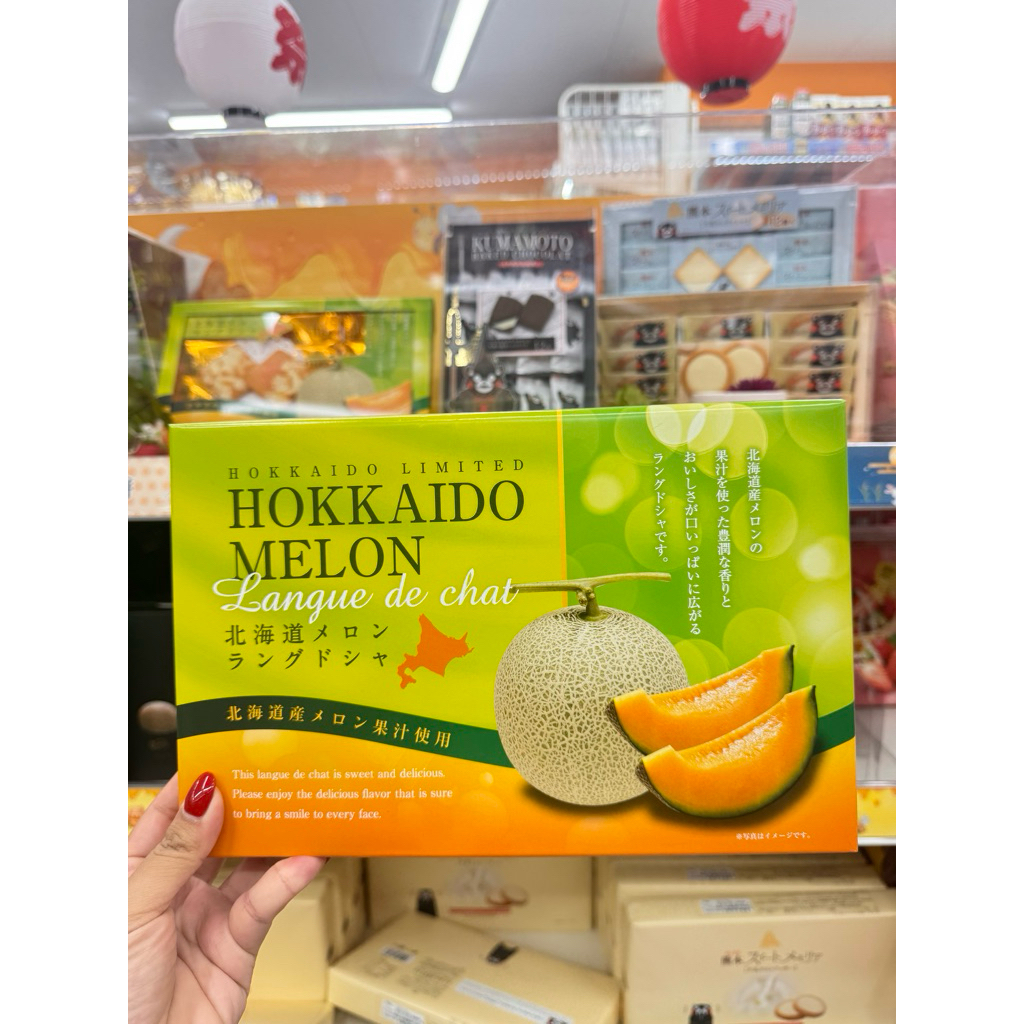 KUMAMOTO
HOKKAIDO LIMITED
HOKKAIDO
MELON
Langue de chat
北海道メロン
ラングドシャ
北海道産メロン果汁使用
This langue de chat is sweet and delicious.
Please enjoy the delicious flavor that is sure
to bring a smile to every face.
北海道産メロンの
果汁を使った豊潤な香りと
おいしさが口いっぱいに広がる
ラングドシャです。
※写真はイメージです。